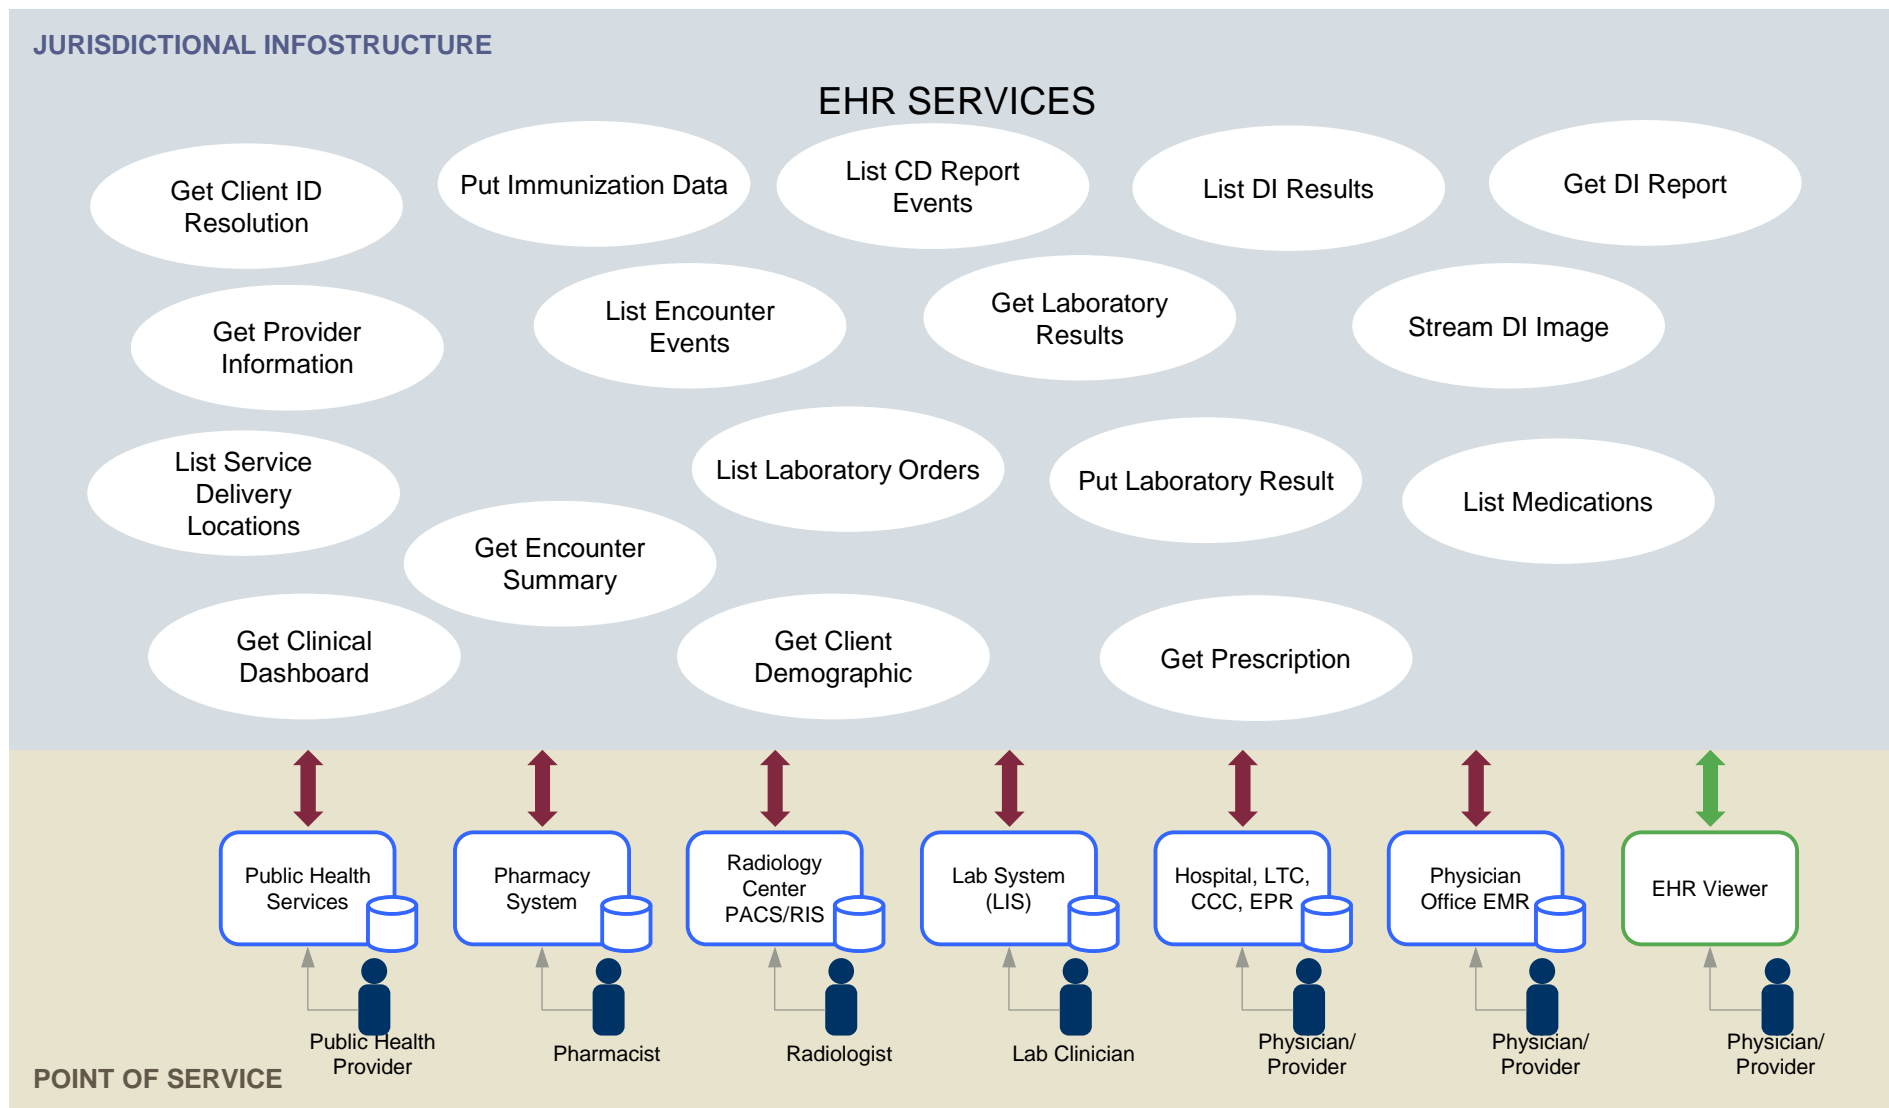 JURISDICTIONAL INFOSTRUCTURE
EHR SERVICES
Get Client ID
Resolution
Put Immunization Data
List CD Report
Events
List DI Results
Get DI Report
Get Provider
Information
List Encounter
Events
Get Laboratory
Results
Stream DI Image
List Service
Delivery
Locations
Get Encounter
Summary
List Laboratory Orders
Put Laboratory Result
List Medications
Get Clinical
Dashboard
Get Client
Demographic
Get Prescription
Public Health
Services
Pharmacy
System
Radiology
Center
PACS/RIS
Lab System
(LIS)
Hospital, LTC,
CCC, EPR
Physician
Office EMR
EHR Viewer
Public Health
Provider
Pharmacist
Radiologist
Lab Clinician
Physician/
Provider
Physician/
Provider
Physician/
Provider
POINT OF SERVICE